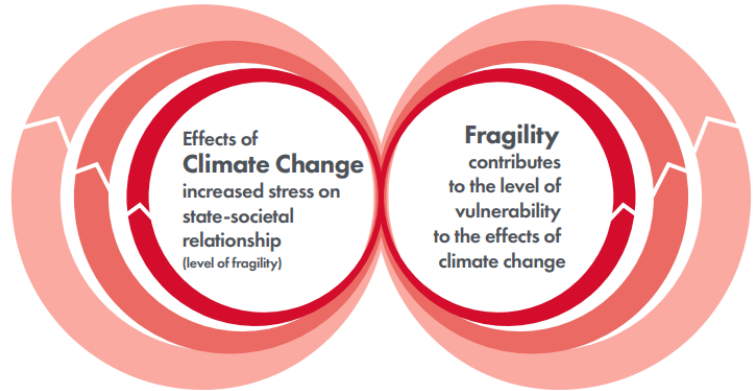 Effects of
Climate Change
increased stress on
state-societal
relationship
(level of fragility)
Fragility
contributes
to the level of
vulnerability
to the effects of
climate change